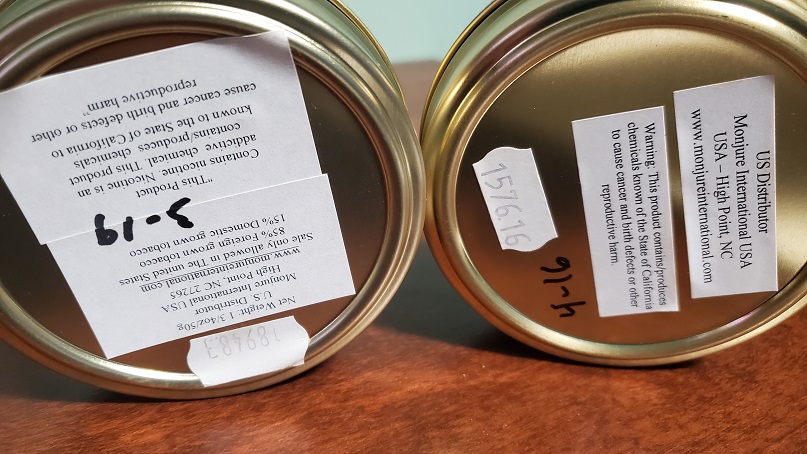 "This Product
Contains nicotine. Nicotine is an
addictive chemical. This product
contains/produces chemicals
known to the State of California to
cause cancer and birth defects or other
reproductive harm"
3-19
Net Weight: 1 3/4oz/50g
U.S. Distributor
Monjure International USA
High Point, NC 27265
www.monjureinternational.com
Sale only allowed in The united States
85% Foreign grown tobacco
15% Domestic grown tobacco
18948.3
1576.16
4-16
Warning: This product contains/produces
chemicals known of the State of California
to cause cancer and birth defects or other
reproductive harm.
US Distributor
Monjure International USA
USA – High Point, NC
www.monjureinternational.com